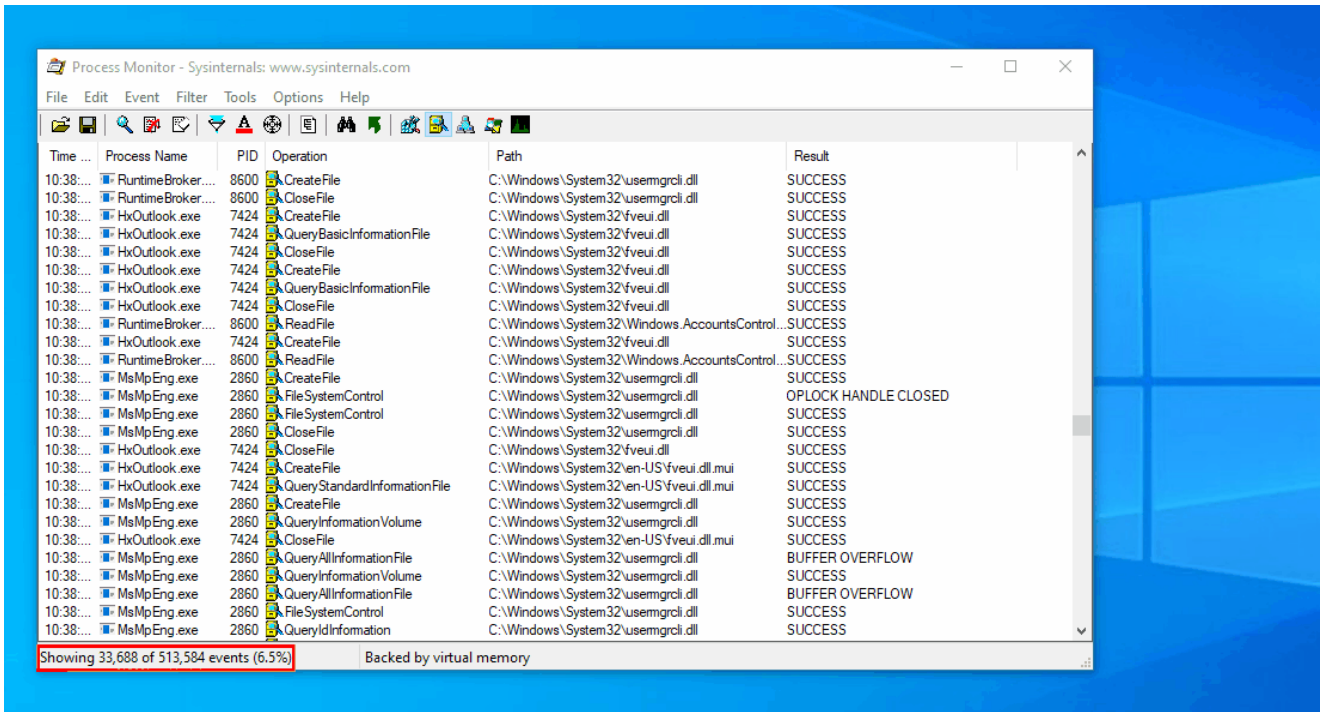 Process Monitor - Sysinternals: www.sysinternals.com
File Edit Event Filter Tools Options Help
Time ... Process Name PID Operation Path Result
10:38:... RuntimeBroker.... 8600 CreateFile C:\Windows\System32\usermgrcli.dll SUCCESS
10:38:... RuntimeBroker.... 8600 CloseFile C:\Windows\System32\usermgrcli.dll SUCCESS
10:38:... HxOutlook.exe 7424 CreateFile C:\Windows\System32\fveui.dll SUCCESS
10:38:... HxOutlook.exe 7424 QueryBasicInformationFile C:\Windows\System32\fveui.dll SUCCESS
10:38:... HxOutlook.exe 7424 CloseFile C:\Windows\System32\fveui.dll SUCCESS
10:38:... HxOutlook.exe 7424 CreateFile C:\Windows\System32\fveui.dll SUCCESS
10:38:... HxOutlook.exe 7424 QueryBasicInformationFile C:\Windows\System32\fveui.dll SUCCESS
10:38:... HxOutlook.exe 7424 CloseFile C:\Windows\System32\fveui.dll SUCCESS
10:38:... RuntimeBroker.... 8600 ReadFile C:\Windows\System32\Windows.AccountsControl... SUCCESS
10:38:... HxOutlook.exe 7424 CreateFile C:\Windows\System32\fveui.dll SUCCESS
10:38:... RuntimeBroker.... 8600 ReadFile C:\Windows\System32\Windows.AccountsControl... SUCCESS
10:38:... MsMpEng.exe 2860 CreateFile C:\Windows\System32\usermgrcli.dll SUCCESS
10:38:... MsMpEng.exe 2860 FileSystemControl C:\Windows\System32\usermgrcli.dll OPLOCK HANDLE CLOSED
10:38:... MsMpEng.exe 2860 FileSystemControl C:\Windows\System32\usermgrcli.dll SUCCESS
10:38:... MsMpEng.exe 2860 CloseFile C:\Windows\System32\usermgrcli.dll SUCCESS
10:38:... HxOutlook.exe 7424 CloseFile C:\Windows\System32\fveui.dll SUCCESS
10:38:... HxOutlook.exe 7424 CreateFile C:\Windows\System32\en-US\fveui.dll.mui SUCCESS
10:38:... HxOutlook.exe 7424 QueryStandardInformationFile C:\Windows\System32\en-US\fveui.dll.mui SUCCESS
10:38:... MsMpEng.exe 2860 CreateFile C:\Windows\System32\usermgrcli.dll SUCCESS
10:38:... MsMpEng.exe 2860 QueryInformationVolume C:\Windows\System32\usermgrcli.dll SUCCESS
10:38:... HxOutlook.exe 7424 CloseFile C:\Windows\System32\en-US\fveui.dll.mui SUCCESS
10:38:... MsMpEng.exe 2860 QueryAllInformationFile C:\Windows\System32\usermgrcli.dll BUFFER OVERFLOW
10:38:... MsMpEng.exe 2860 QueryInformationVolume C:\Windows\System32\usermgrcli.dll SUCCESS
10:38:... MsMpEng.exe 2860 QueryAllInformationFile C:\Windows\System32\usermgrcli.dll BUFFER OVERFLOW
10:38:... MsMpEng.exe 2860 FileSystemControl C:\Windows\System32\usermgrcli.dll SUCCESS
10:38:... MsMpEng.exe 2860 QueryIdInformation C:\Windows\System32\usermgrcli.dll SUCCESS
Showing 33,688 of 513,584 events (6.5%) Backed by virtual memory